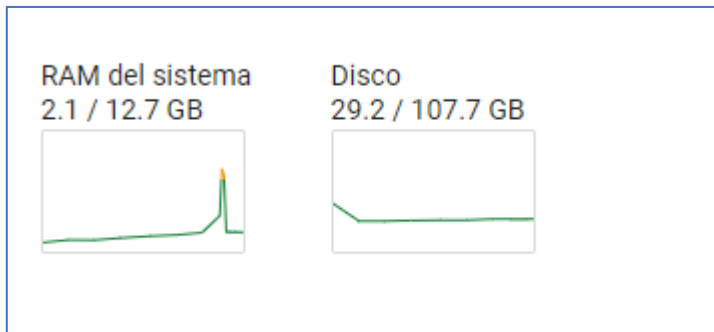 RAM del sistema
2.1 / 12.7 GB
Disco
29.2 / 107.7 GB